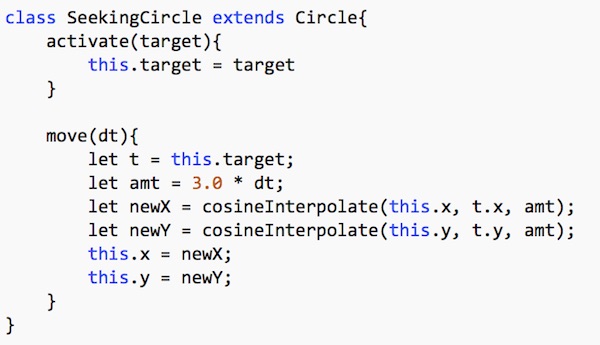 class SeekingCircle extends Circle{
    activate(target){
        this.target = target
    }

    move(dt){
        let t = this.target;
        let amt = 3.0 * dt;
        let newX = cosineInterpolate(this.x, t.x, amt);
        let newY = cosineInterpolate(this.y, t.y, amt);
        this.x = newX;
        this.y = newY;
    }
}